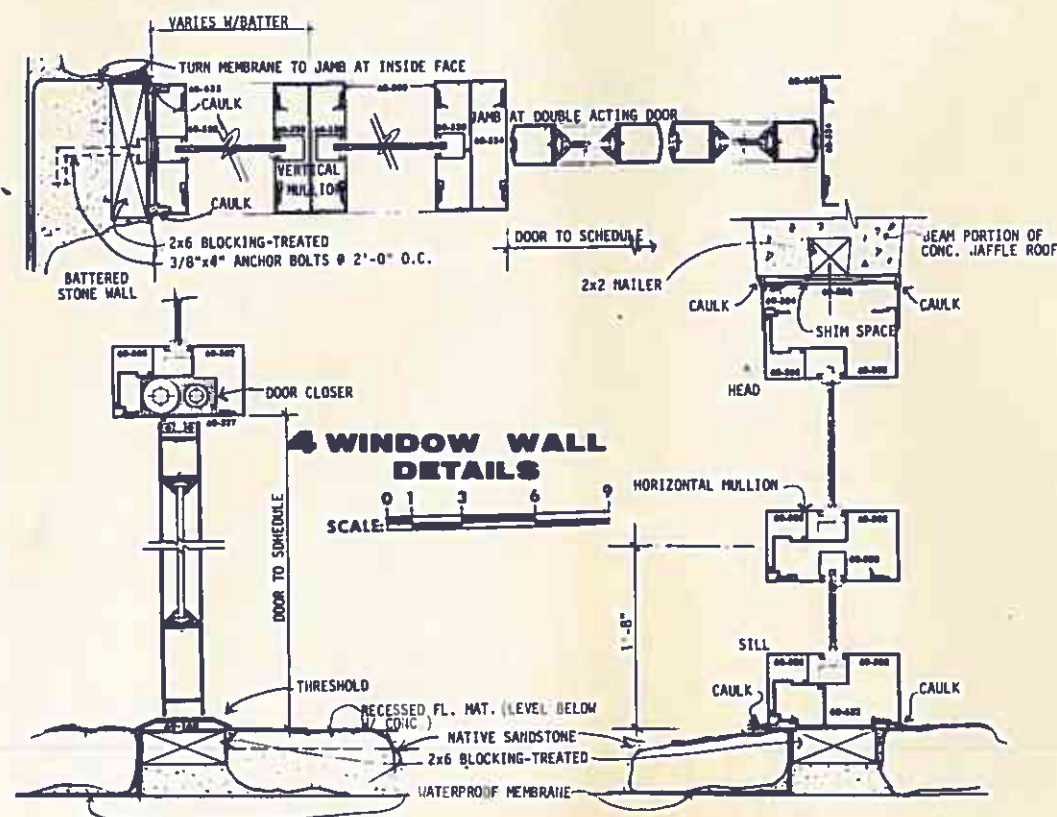 VARIES W/BATTER
TURN MEMBRANE TO JAMB AT INSIDE FACE
CAULK
JAMB AT DOUBLE ACTING DOOR
VERTICAL
MULLION
CAULK
2x6 BLOCKING-TREATED
3/8"x4" ANCHOR BOLTS @ 2'-0" O.C.
BATTERED
STONE WALL
DOOR TO SCHEDULE
BEAM PORTION OF
CONC. WAFFLE ROOF
2x2 NAILER
CAULK
CAULK
SHIM SPACE
HEAD
DOOR CLOSER
4 WINDOW WALL
DETAILS
0 1 3 6 9
SCALE:
HORIZONTAL MULLION
DOOR TO SCHEDULE
1'-8"
SILL
CAULK
CAULK
THRESHOLD
RECESSED FL. MAT. (LEVEL BELOW
W/ CONC.)
NATIVE SANDSTONE
2x6 BLOCKING-TREATED
WATERPROOF MEMBRANE